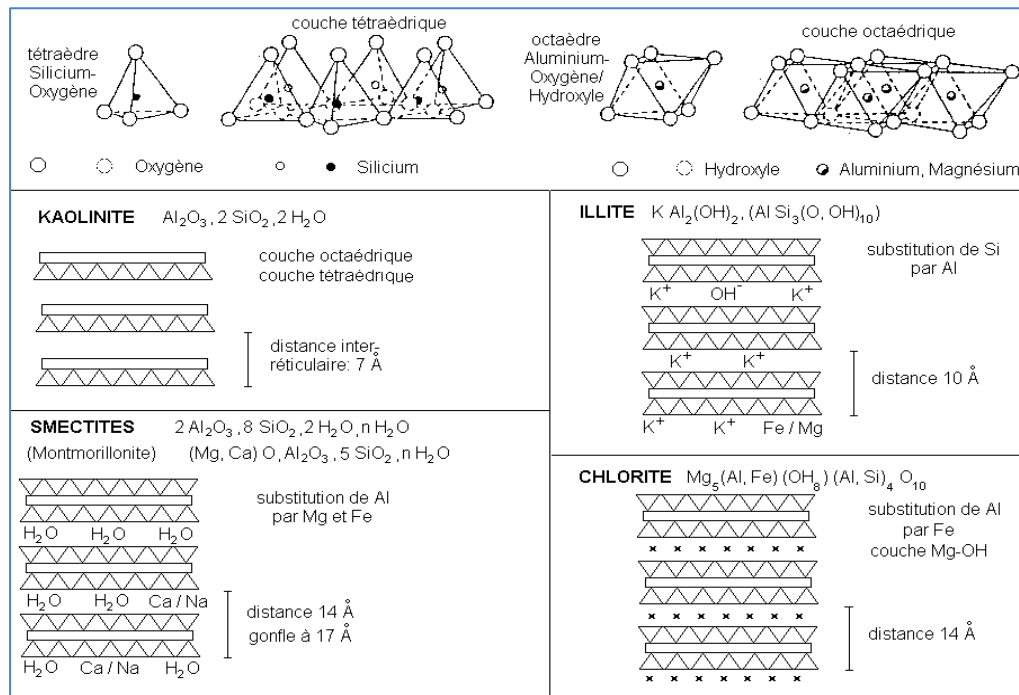 couche tétraèdrique
tétraèdre
Silicium-
Oxygène
octaèdre
Aluminium-
Oxygène/
Hydroxyle
couche octaédrique
Oxygène
Silicium
Hydroxyle
Aluminium, Magnésium
KAOLINITE Al₂O₃, 2 SiO₂, 2 H₂O
couche octaédrique
couche tétraèdrique
distance inter-
réticulaire: 7 Å
ILLITE K Al₂(OH)₂, (Al Si₃(O, OH)₁₀)
substitution de Si
par Al
K⁺ OH⁻ K⁺
K⁺ K⁺
distance 10 Å
K⁺ K⁺ Fe / Mg
SMECTITES 2 Al₂O₃, 8 SiO₂, 2 H₂O, n H₂O
(Montmorillonite) (Mg, Ca) O, Al₂O₃, 5 SiO₂, n H₂O
substitution de Al
par Mg et Fe
H₂O H₂O H₂O
H₂O H₂O Ca / Na
distance 14 Å
gonfle à 17 Å
H₂O Ca / Na H₂O
CHLORITE Mg₅(Al, Fe) (OH₈) (Al, Si)₄ O₁₀
substitution de Al
par Fe
couche Mg-OH
distance 14 Å